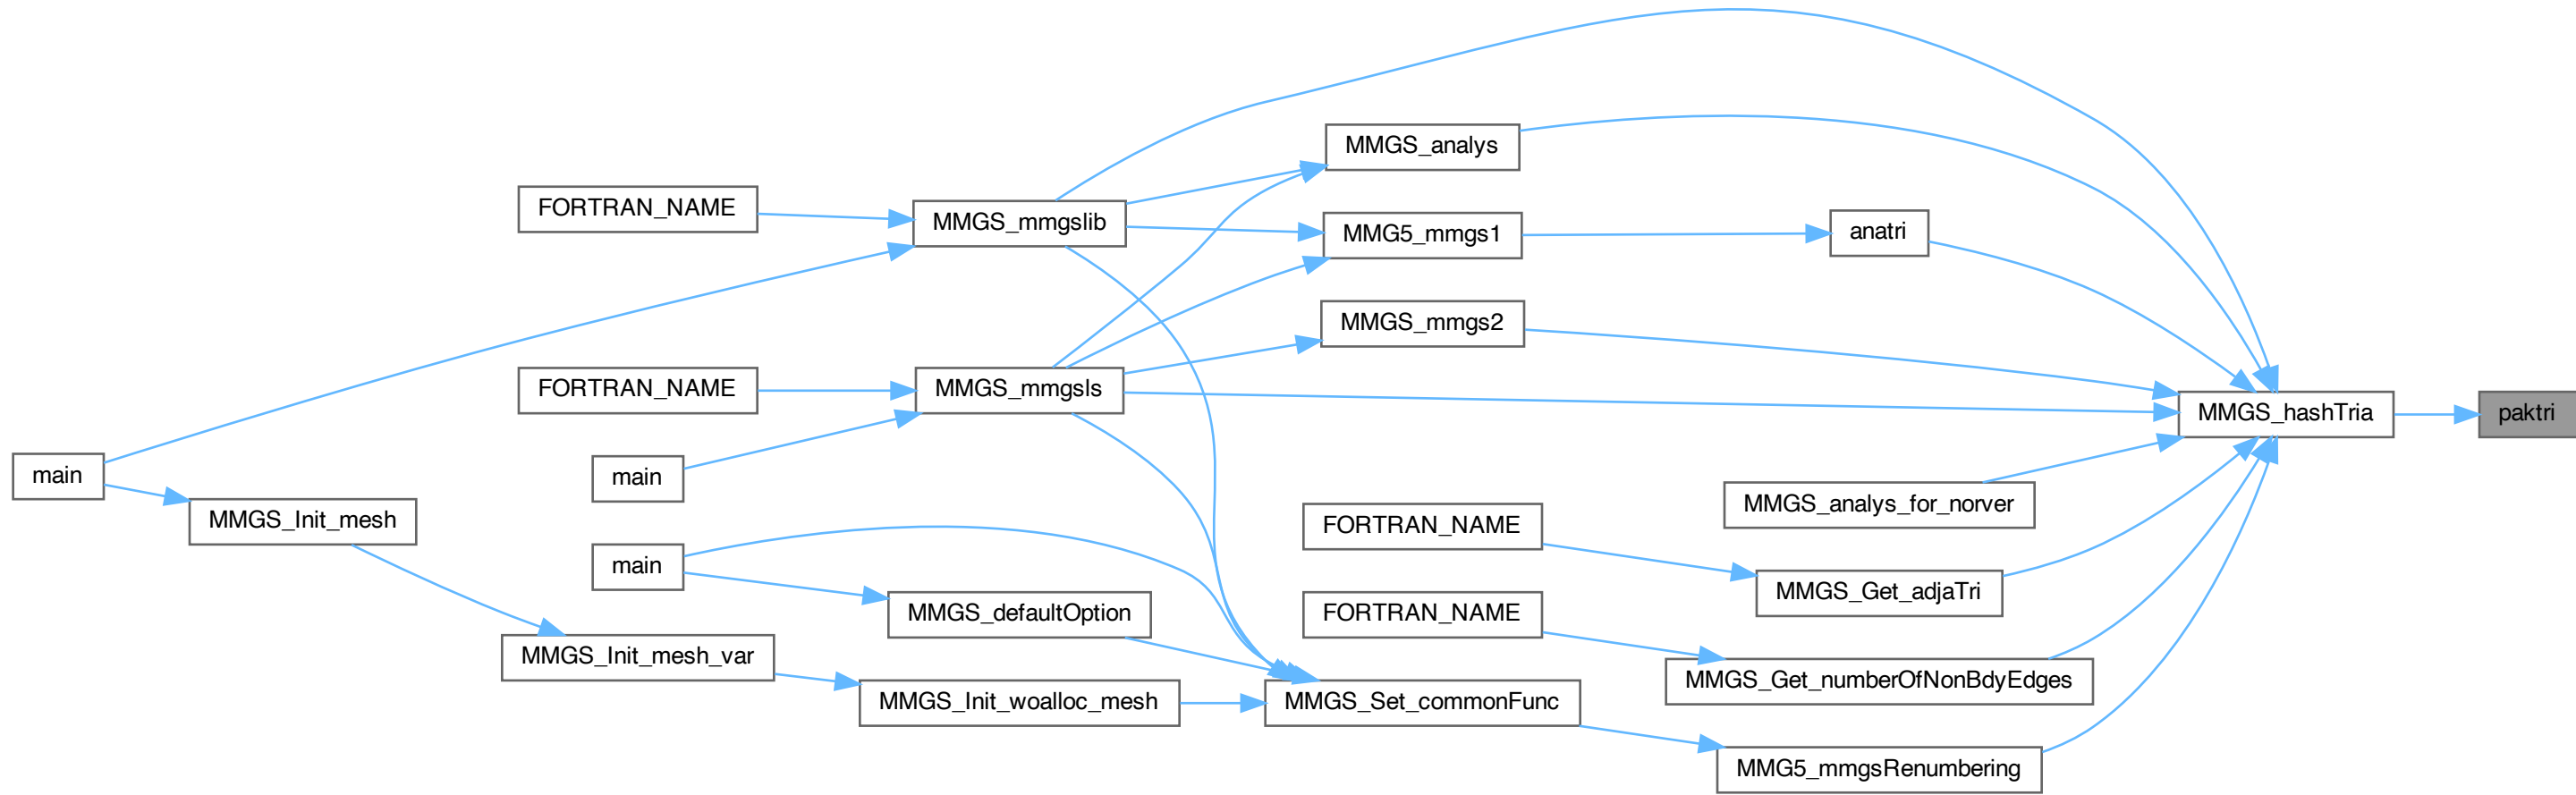 MMGS_analys
FORTRAN_NAME
MMGS_mmgslib
MMG5_mmgs1
anatri
MMGS_mmgs2
FORTRAN_NAME
MMGS_mmgsls
MMGS_hashTria
paktri
main
main
MMGS_analys_for_norver
MMGS_Init_mesh
FORTRAN_NAME
main
MMGS_Get_adjaTri
MMGS_defaultOption
FORTRAN_NAME
MMGS_Init_mesh_var
MMGS_Get_numberOfNonBdyEdges
MMGS_Init_woalloc_mesh
MMGS_Set_commonFunc
MMG5_mmgsRenumbering